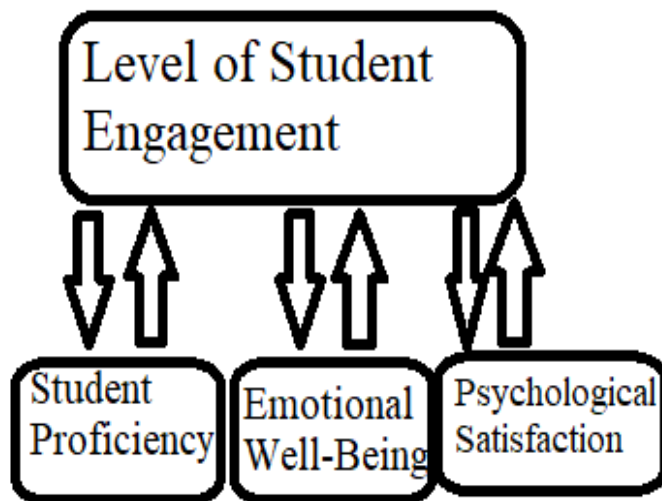 Level of Student
Engagement
Student
Proficiency
Emotional
Well-Being
Psychological
Satisfaction